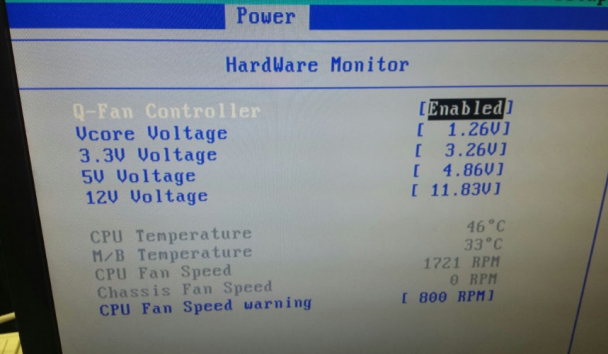 Power
HardWare Monitor
Q-Fan Controller [Enabled]
Vcore Voltage [ 1.26V]
3.3V Voltage [ 3.26V]
5V Voltage [ 4.86V]
12V Voltage [ 11.83V]
CPU Temperature 46°C
M/B Temperature 33°C
CPU Fan Speed 1721 RPM
Chassis Fan Speed 0 RPM
CPU Fan Speed warning [ 800 RPM]